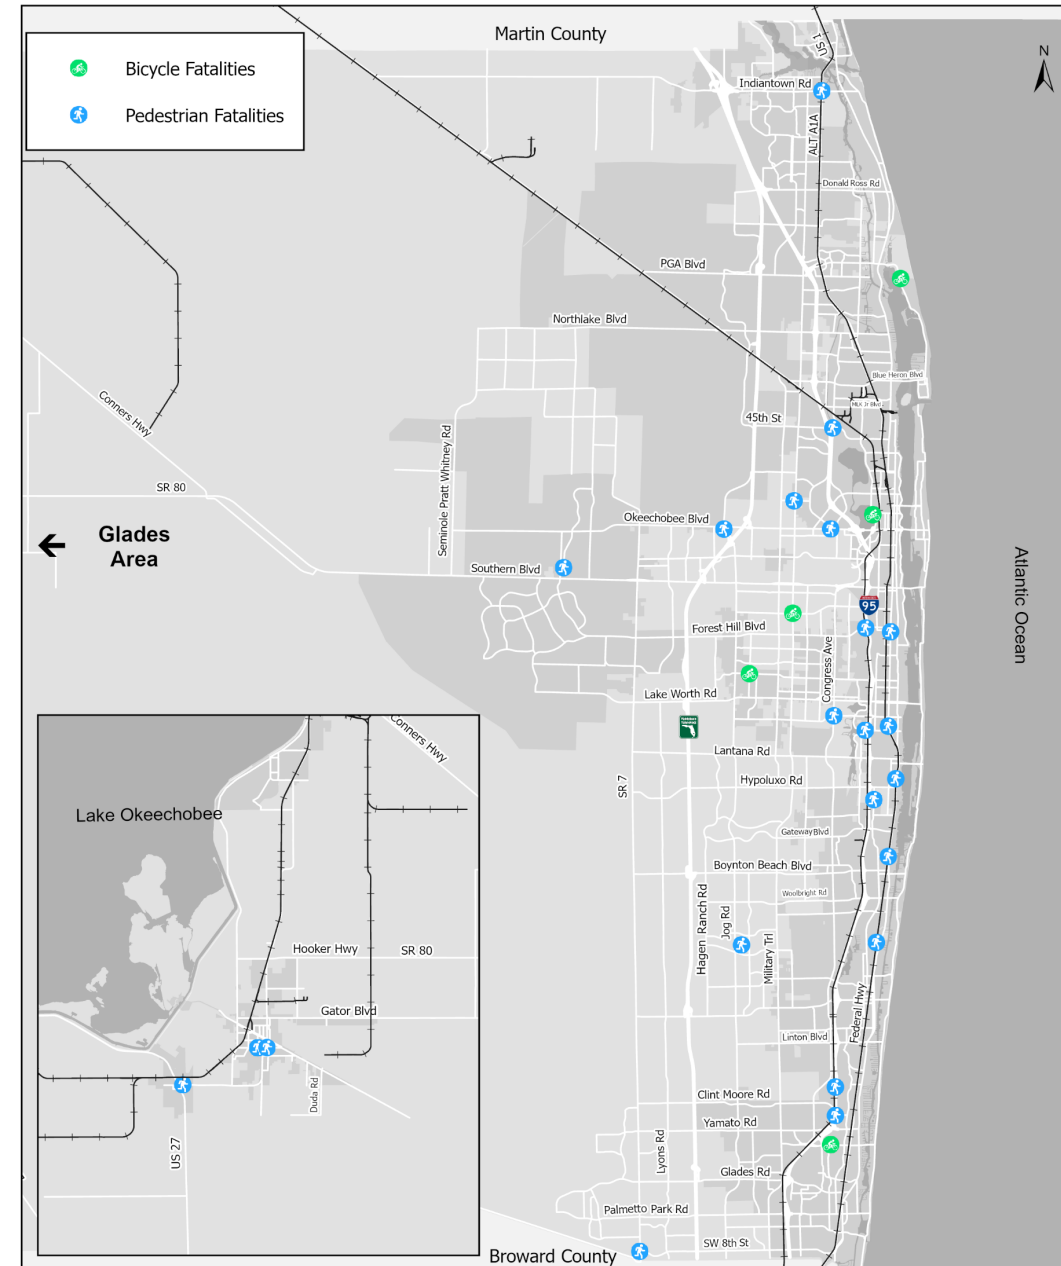 Martin County
Bicycle Fatalities
Pedestrian Fatalities
US 1
N
Indiantown Rd
ALT A1A
Donald Ross Rd
PGA Blvd
Northlake Blvd
Blue Heron Blvd
Conners Hwy
MLK Jr Blvd
45th St
Seminole Pratt Whitney Rd
SR 80
Okeechobee Blvd
Glades
Area
Southern Blvd
Atlantic Ocean
95
Forest Hill Blvd
Congress Ave
Lake Worth Rd
Conners Hwy
Lantana Rd
SR 7
Hypoluxo Rd
Lake Okeechobee
Gateway Blvd
Boynton Beach Blvd
Woolbright Rd
Hagen Ranch Rd
Jog Rd
Military Trl
Hooker Hwy
SR 80
Federal Hwy
Gator Blvd
Linton Blvd
Duda Rd
Clint Moore Rd
Yamato Rd
US 27
Lyons Rd
Glades Rd
Palmetto Park Rd
SW 8th St
Broward County